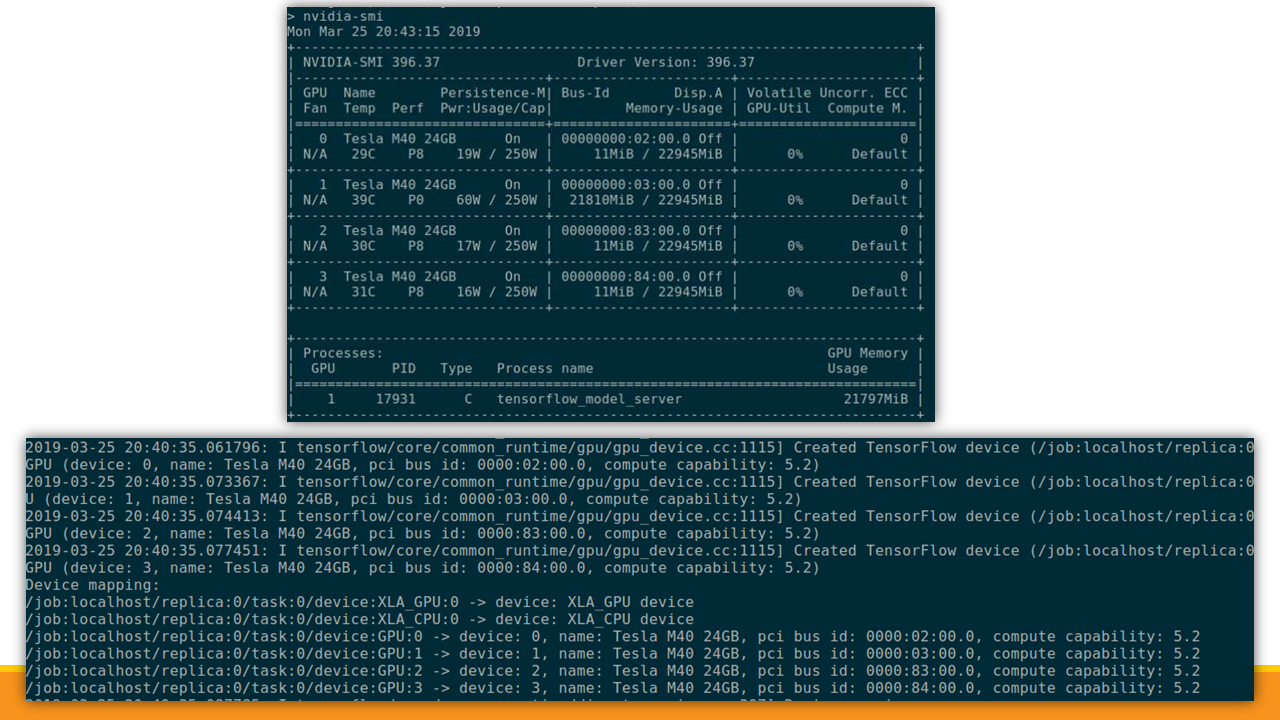 > nvidia-smi
Mon Mar 25 20:43:15 2019
+-----------------------------------------------------------------------------+
| NVIDIA-SMI 396.37                 Driver Version: 396.37                    |
|-------------------------------+----------------------+----------------------+
| GPU  Name        Persistence-M| Bus-Id        Disp.A | Volatile Uncorr. ECC |
| Fan  Temp  Perf  Pwr:Usage/Cap|         Memory-Usage | GPU-Util  Compute M. |
|===============================+======================+======================|
|   0  Tesla M40 24GB      On   | 00000000:02:00.0 Off |                    0 |
| N/A   29C    P8    19W / 250W |     11MiB / 22945MiB |      0%      Default |
+-------------------------------+----------------------+----------------------+
|   1  Tesla M40 24GB      On   | 00000000:03:00.0 Off |                    0 |
| N/A   39C    P0    60W / 250W |  21810MiB / 22945MiB |      0%      Default |
+-------------------------------+----------------------+----------------------+
|   2  Tesla M40 24GB      On   | 00000000:83:00.0 Off |                    0 |
| N/A   30C    P8    17W / 250W |     11MiB / 22945MiB |      0%      Default |
+-------------------------------+----------------------+----------------------+
|   3  Tesla M40 24GB      On   | 00000000:84:00.0 Off |                    0 |
| N/A   31C    P8    16W / 250W |     11MiB / 22945MiB |      0%      Default |
+-------------------------------+----------------------+----------------------+
+-----------------------------------------------------------------------------+
| Processes:                                                       GPU Memory |
|  GPU       PID   Type   Process name                             Usage      |
|=============================================================================|
|    1     17931      C   tensorflow_model_server                    21797MiB |
+-----------------------------------------------------------------------------+
2019-03-25 20:40:35.061796: I tensorflow/core/common_runtime/gpu/gpu_device.cc:1115] Created TensorFlow device (/job:localhost/replica:0
GPU (device: 0, name: Tesla M40 24GB, pci bus id: 0000:02:00.0, compute capability: 5.2)
2019-03-25 20:40:35.073367: I tensorflow/core/common_runtime/gpu/gpu_device.cc:1115] Created TensorFlow device (/job:localhost/replica:0
U (device: 1, name: Tesla M40 24GB, pci bus id: 0000:03:00.0, compute capability: 5.2)
2019-03-25 20:40:35.074413: I tensorflow/core/common_runtime/gpu/gpu_device.cc:1115] Created TensorFlow device (/job:localhost/replica:0
GPU (device: 2, name: Tesla M40 24GB, pci bus id: 0000:83:00.0, compute capability: 5.2)
2019-03-25 20:40:35.077451: I tensorflow/core/common_runtime/gpu/gpu_device.cc:1115] Created TensorFlow device (/job:localhost/replica:0
GPU (device: 3, name: Tesla M40 24GB, pci bus id: 0000:84:00.0, compute capability: 5.2)
Device mapping:
/job:localhost/replica:0/task:0/device:XLA_GPU:0 -> device: XLA_GPU device
/job:localhost/replica:0/task:0/device:XLA_CPU:0 -> device: XLA_CPU device
/job:localhost/replica:0/task:0/device:GPU:0 -> device: 0, name: Tesla M40 24GB, pci bus id: 0000:02:00.0, compute capability: 5.2
/job:localhost/replica:0/task:0/device:GPU:1 -> device: 1, name: Tesla M40 24GB, pci bus id: 0000:03:00.0, compute capability: 5.2
/job:localhost/replica:0/task:0/device:GPU:2 -> device: 2, name: Tesla M40 24GB, pci bus id: 0000:83:00.0, compute capability: 5.2
/job:localhost/replica:0/task:0/device:GPU:3 -> device: 3, name: Tesla M40 24GB, pci bus id: 0000:84:00.0, compute capability: 5.2